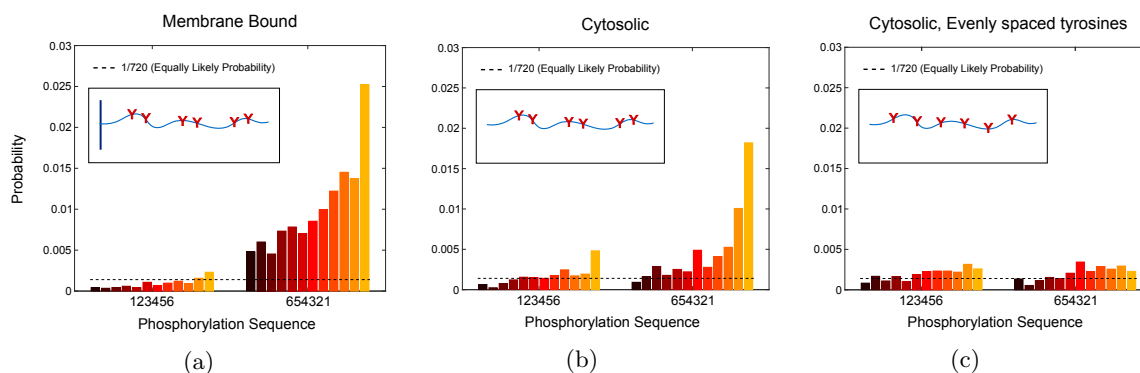 Membrane Bound
0.03
0.025
0.02
0.015
0.01
0.005
0
Probability
1/720 (Equally Likely Probability)
Y Y Y Y Y Y
123456
654321
Phosphorylation Sequence
(a)
Cytosolic
0.03
0.025
0.02
0.015
0.01
0.005
0
1/720 (Equally Likely Probability)
Y Y Y Y Y Y
123456
654321
Phosphorylation Sequence
(b)
Cytosolic, Evenly spaced tyrosines
0.03
0.025
0.02
0.015
0.01
0.005
0
1/720 (Equally Likely Probability)
Y Y Y Y Y Y
123456
654321
Phosphorylation Sequence
(c)